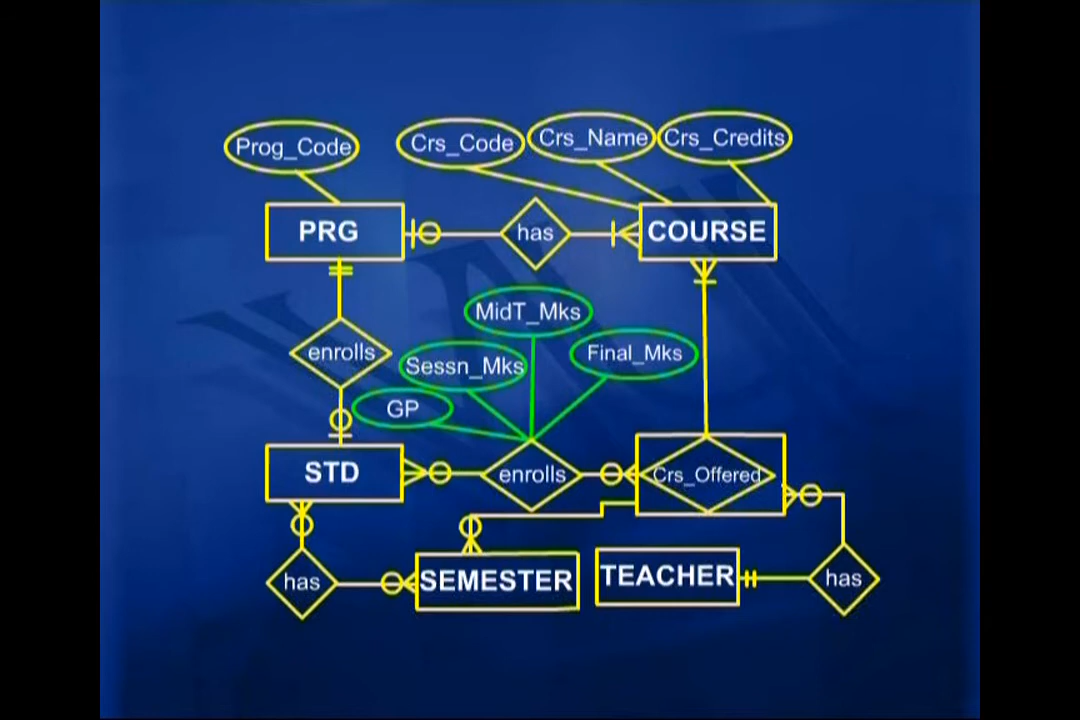 Prog_Code
Crs_Code
Crs_Name
Crs_Credits
PRG
has
COURSE
MidT_Mks
enrolls
Sessn_Mks
Final_Mks
GP
STD
enrolls
Crs_Offered
has
SEMESTER
TEACHER
has